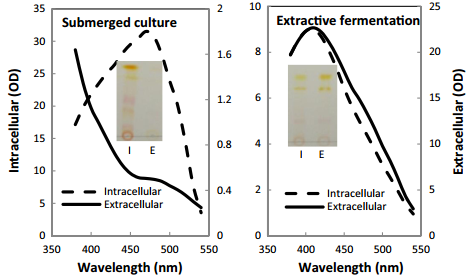 Submerged culture
Intracellular (OD)
35
30
25
20
15
10
5
0
2
1.6
1.2
0.8
0.4
0
I E
Intracellular
Extracellular
350 400 450 500 550
Wavelength (nm)
Extractive fermentation
10
8
6
4
2
0
25
20
15
10
5
0
Extracellular (OD)
I E
Intracellular
Extracellular
350 400 450 500 550
Wavelength (nm)